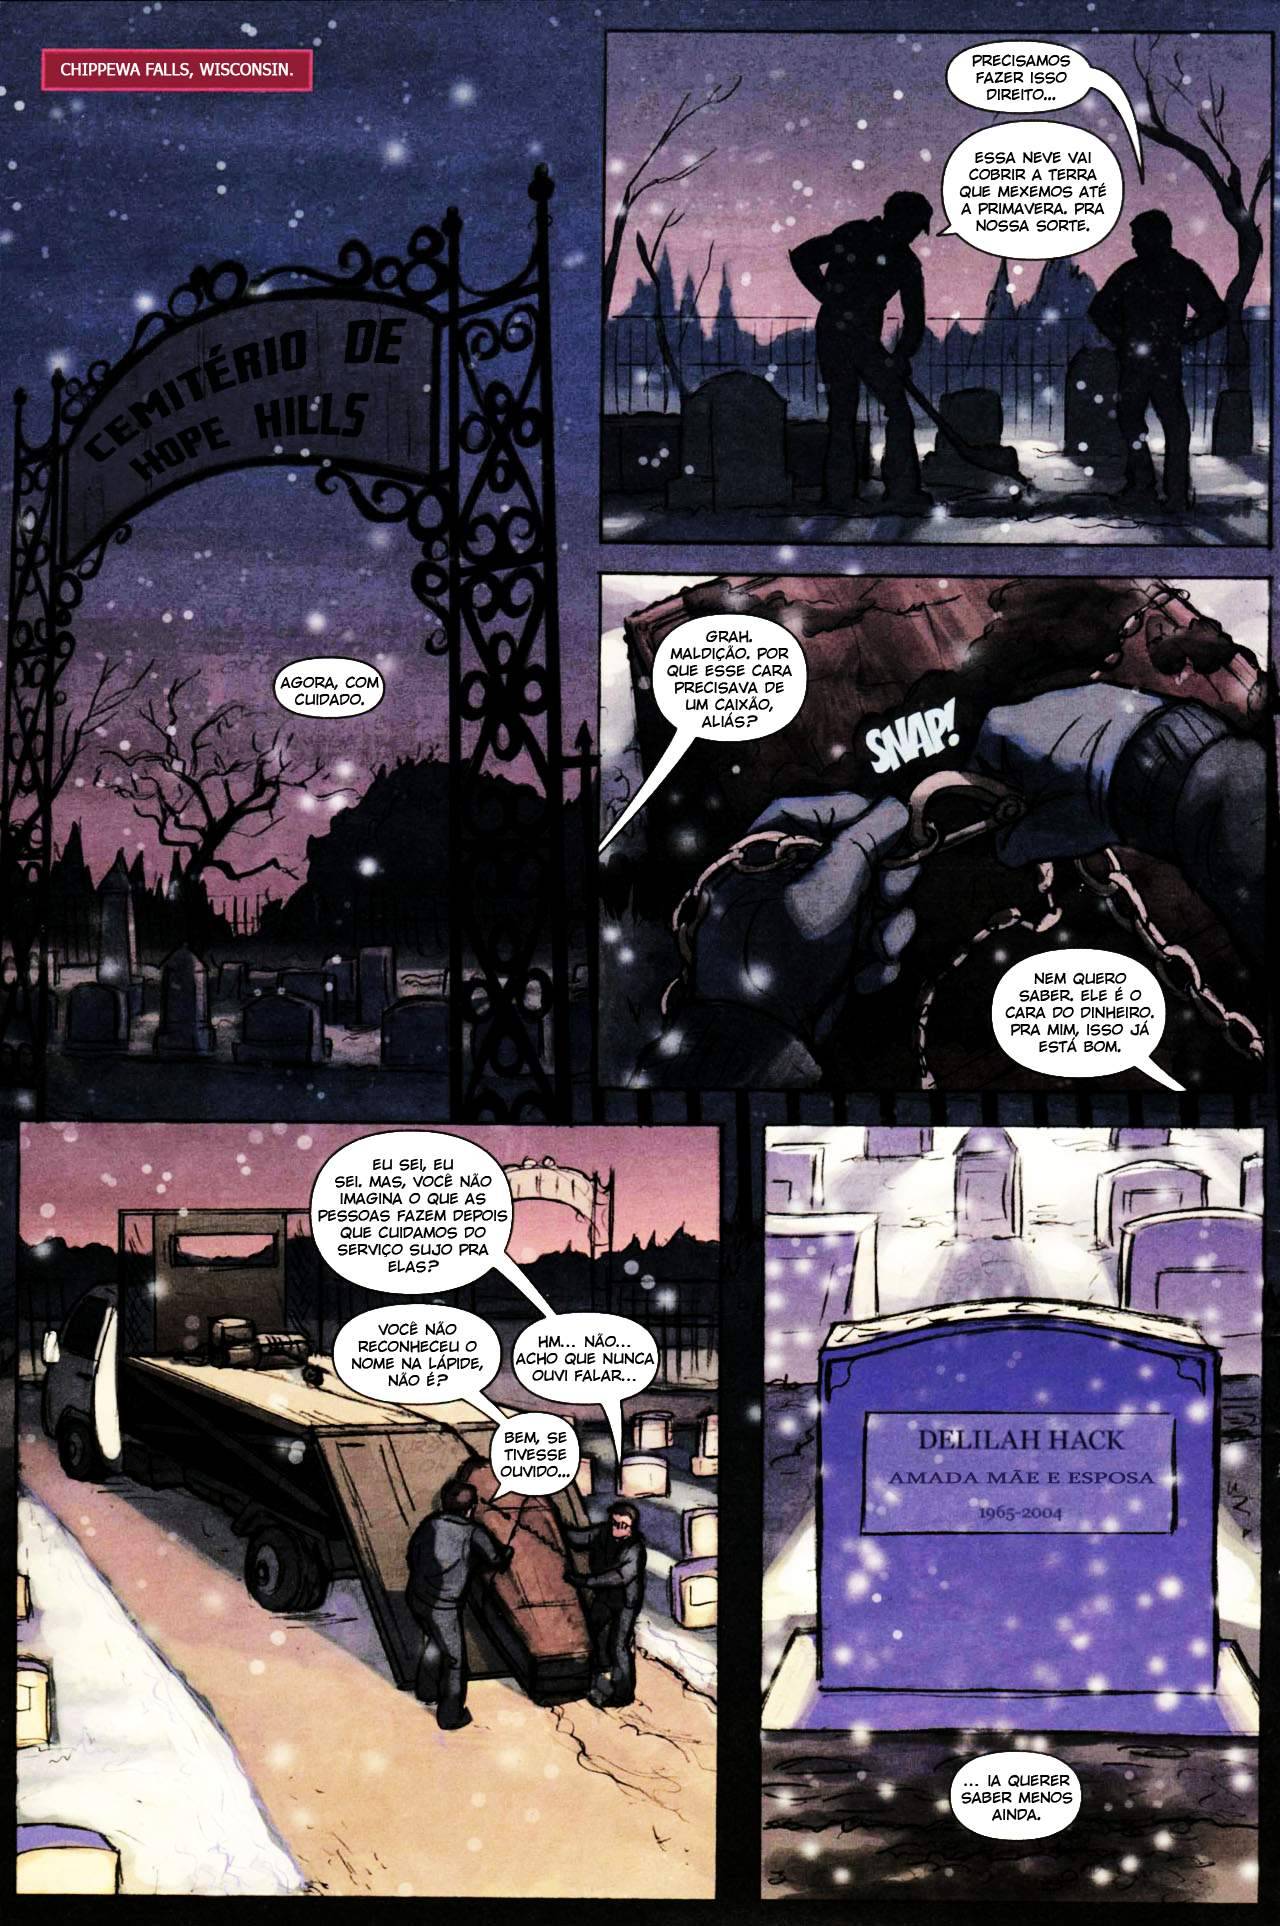 CHIPPEWA FALLS, WISCONSIN.
CEMITÉRIO DE
HOPE HILLS
AGORA, COM
CUIDADO.
PRECISAMOS
FAZER ISSO
DIREITO...
ESSA NEVE VAI
COBRIR A TERRA
QUE MEXEMOS ATÉ
A PRIMAVERA. PRA
NOSSA SORTE.
GRAH.
MALDIÇÃO. POR
QUE ESSE CARA
PRECISAVA DE
UM CAIXÃO,
ALIÁS?
SNAP!
NEM QUERO
SABER. ELE É O
CARA DO DINHEIRO.
PRA MIM, ISSO JÁ
ESTÁ BOM.
EU SEI, EU
SEI. MAS, VOCÊ NÃO
IMAGINA O QUE AS
PESSOAS FAZEM DEPOIS
QUE CUIDAMOS DO
SERVIÇO SUJO PRA
ELAS?
VOCÊ NÃO
RECONHECEU O
NOME NA LÁPIDE,
NÃO É?
HM... NÃO...
ACHO QUE NUNCA
OUVI FALAR...
BEM, SE
TIVESSE
OUVIDO...
DELILAH HACK
AMADA MÃE E ESPOSA
1965-2004
... IA QUERER
SABER MENOS
AINDA.